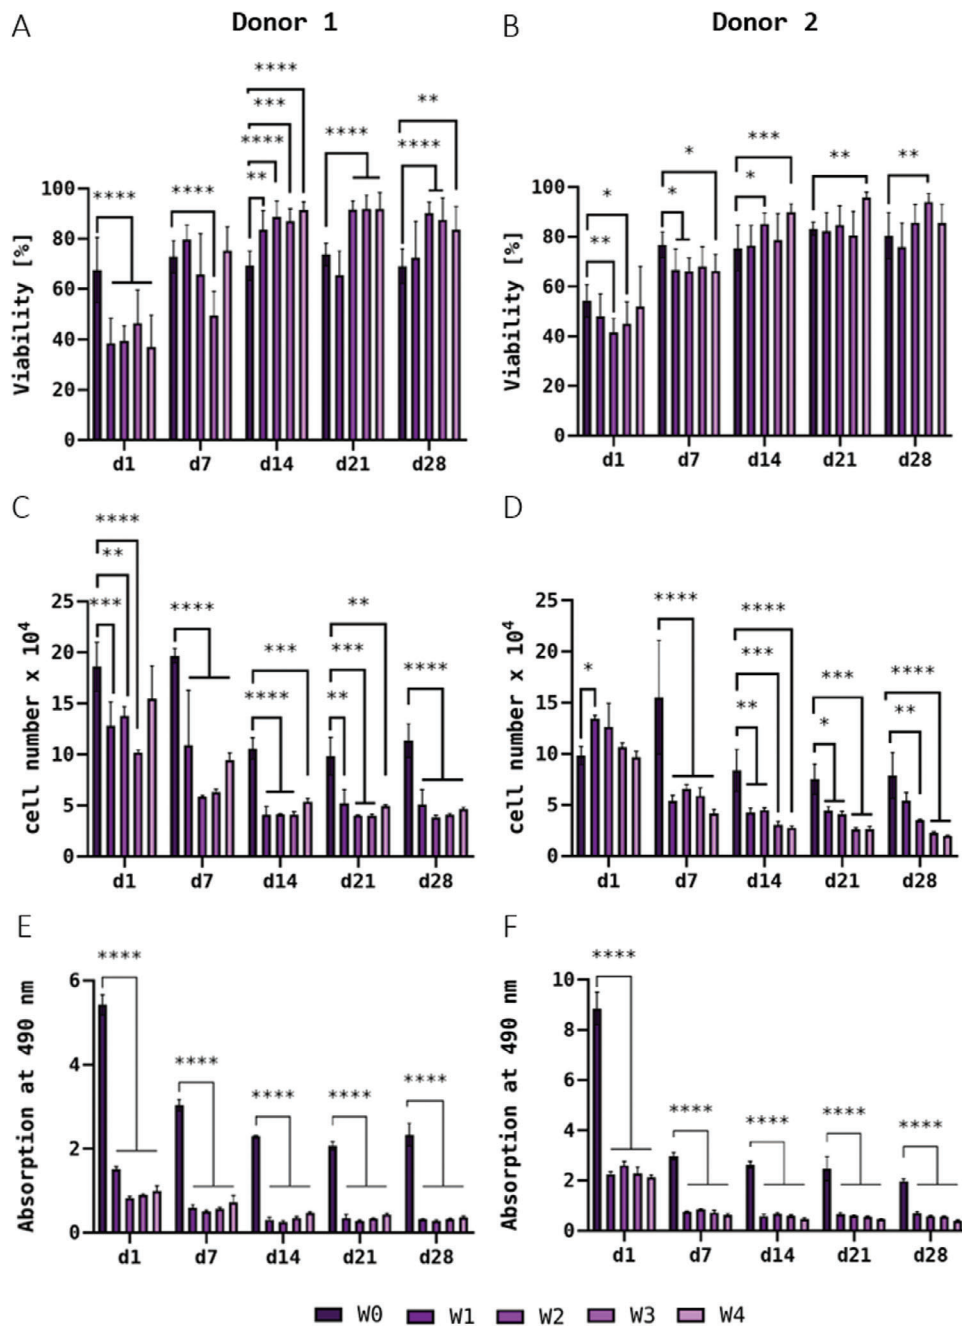 A Donor 1
B Donor 2
**** **** ** **** *** **** **** **** **
Viability [%]
100
80
60
40
20
0
d1 d7 d14 d21 d28
** * * * * *** ** **
Viability [%]
100
80
60
40
20
0
d1 d7 d14 d21 d28
C
*** ** **** **** **** *** ** *** ** ****
cell number x 10⁴
25
20
15
10
5
0
d1 d7 d14 d21 d28
D
* **** ** *** **** * *** ** ****
cell number x 10⁴
25
20
15
10
5
0
d1 d7 d14 d21 d28
E
**** **** **** **** ****
Absorption at 490 nm
6
4
2
0
d1 d7 d14 d21 d28
F
**** **** **** **** ****
Absorption at 490 nm
10
8
6
4
2
0
d1 d7 d14 d21 d28
W0 W1 W2 W3 W4